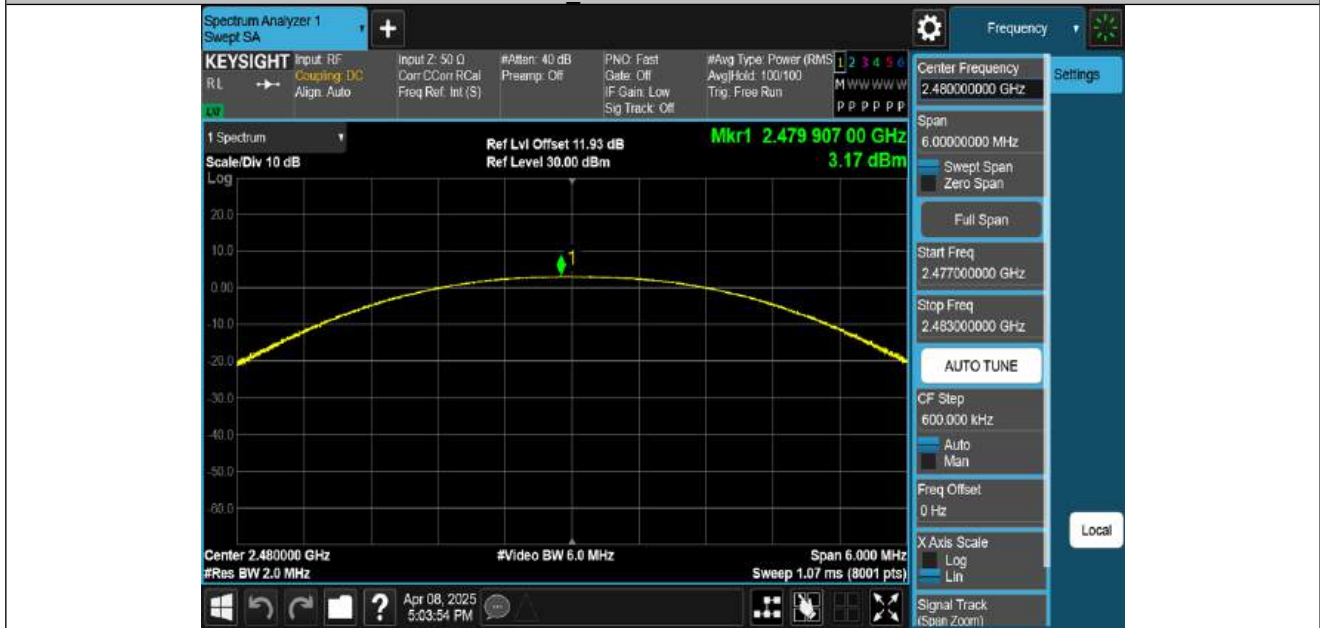 Spectrum Analyzer 1
Swept SA
Frequency
KEYSIGHT
RL
Input: RF
Coupling: DC
Align: Auto
Input Z: 50 Ω
Corr CCorr RCal
Freq Ref: Int (S)
#Atten: 40 dB
Preamp: Off
PNO: Fast
Gate: Off
IF Gain: Low
Sig Track: Off
#Avg Type: Power (RMS
Avg|Hold: 100/100
Trig: Free Run
1 2 3 4 5 6
M W W W W W
P P P P P P
1 Spectrum
Scale/Div 10 dB
Ref Lvl Offset 11.93 dB
Ref Level 30.00 dBm
Mkr1 2.479 907 00 GHz
3.17 dBm
Log
20.0
10.0
0.00
-10.0
-20.0
-30.0
-40.0
-50.0
-60.0
1
Center 2.480000 GHz
#Res BW 2.0 MHz
#Video BW 6.0 MHz
Span 6.000 MHz
Sweep 1.07 ms (8001 pts)
Apr 08, 2025
5:03:54 PM
Center Frequency
2.480000000 GHz
Settings
Span
6.00000000 MHz
Swept Span
Zero Span
Full Span
Start Freq
2.477000000 GHz
Stop Freq
2.483000000 GHz
AUTO TUNE
CF Step
600.000 kHz
Auto
Man
Freq Offset
0 Hz
X Axis Scale
Log
Lin
Local
Signal Track
(Span Zoom)